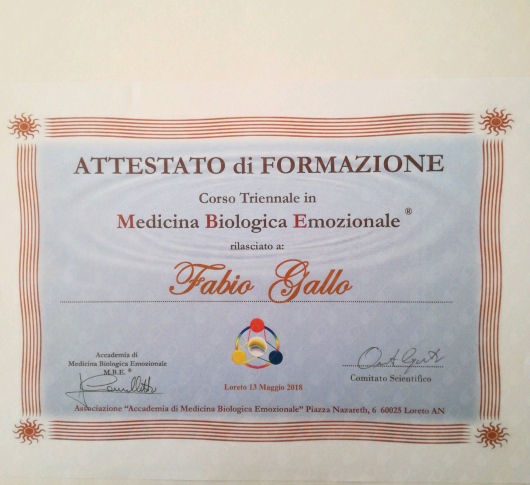 ATTESTATO di FORMAZIONE
Corso Triennale in
Medicina Biologica Emozionale ®
rilasciato a:
Fabio Gallo
Accademia di
Medicina Biologica Emozionale
M.B.E. ®
Loreto 13 Maggio 2018
Comitato Scientifico
Associazione "Accademia di Medicina Biologica Emozionale" Piazza Nazareth, 6 60025 Loreto AN